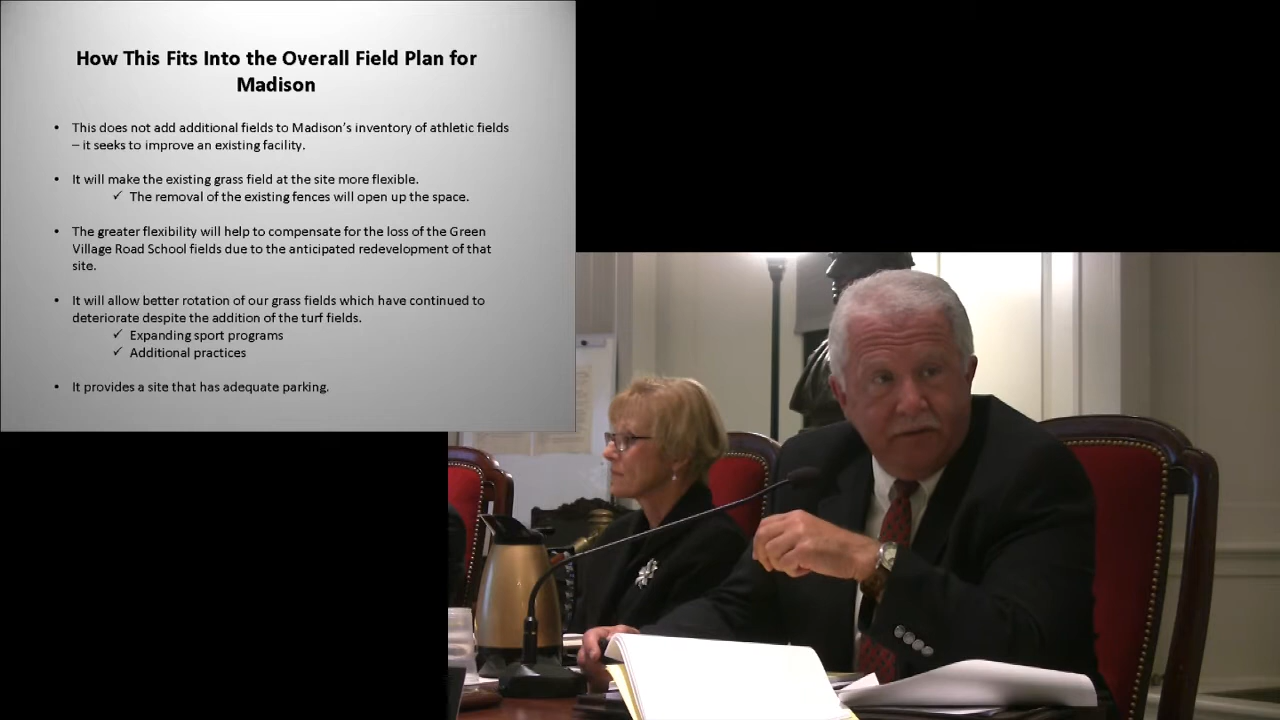 How This Fits Into the Overall Field Plan for
Madison
• This does not add additional fields to Madison's inventory of athletic fields
– it seeks to improve an existing facility.
• It will make the existing grass field at the site more flexible.
✓ The removal of the existing fences will open up the space.
• The greater flexibility will help to compensate for the loss of the Green
Village Road School fields due to the anticipated redevelopment of that
site.
• It will allow better rotation of our grass fields which have continued to
deteriorate despite the addition of the turf fields.
✓ Expanding sport programs
✓ Additional practices
• It provides a site that has adequate parking.